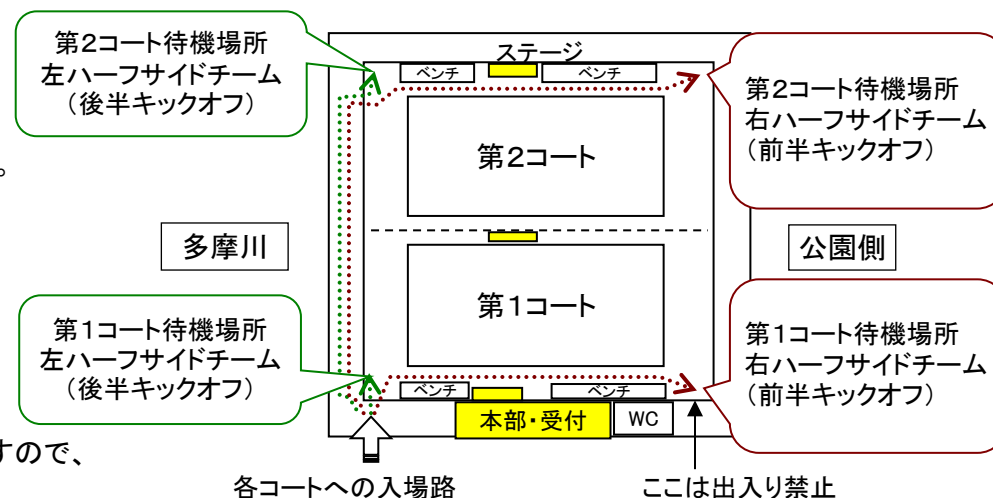 第2コート待機場所
左ハーフサイドチーム
(後半キックオフ)
ステージ
ベンチ
ベンチ
第2コート待機場所
右ハーフサイドチーム
(前半キックオフ)
第2コート
。
多摩川
公園側
第1コート
第1コート待機場所
左ハーフサイドチーム
(後半キックオフ)
第1コート待機場所
右ハーフサイドチーム
(前半キックオフ)
ベンチ
ベンチ
本部・受付
WC
すので、
各コートへの入場路
ここは出入り禁止